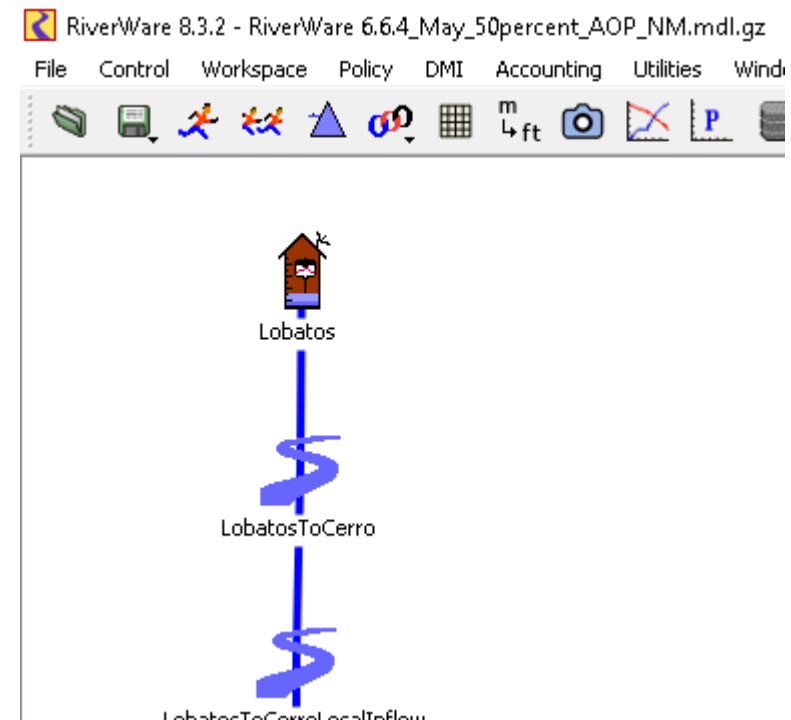 RiverWare 8.3.2 - RiverWare 6.6.4_May_50percent_AOP_NM.mdl.gz
File Control Workspace Policy DMI Accounting Utilities
m
ft
P
Lobatos
LobatosToCerro
LobatosToCerroLocalInflow